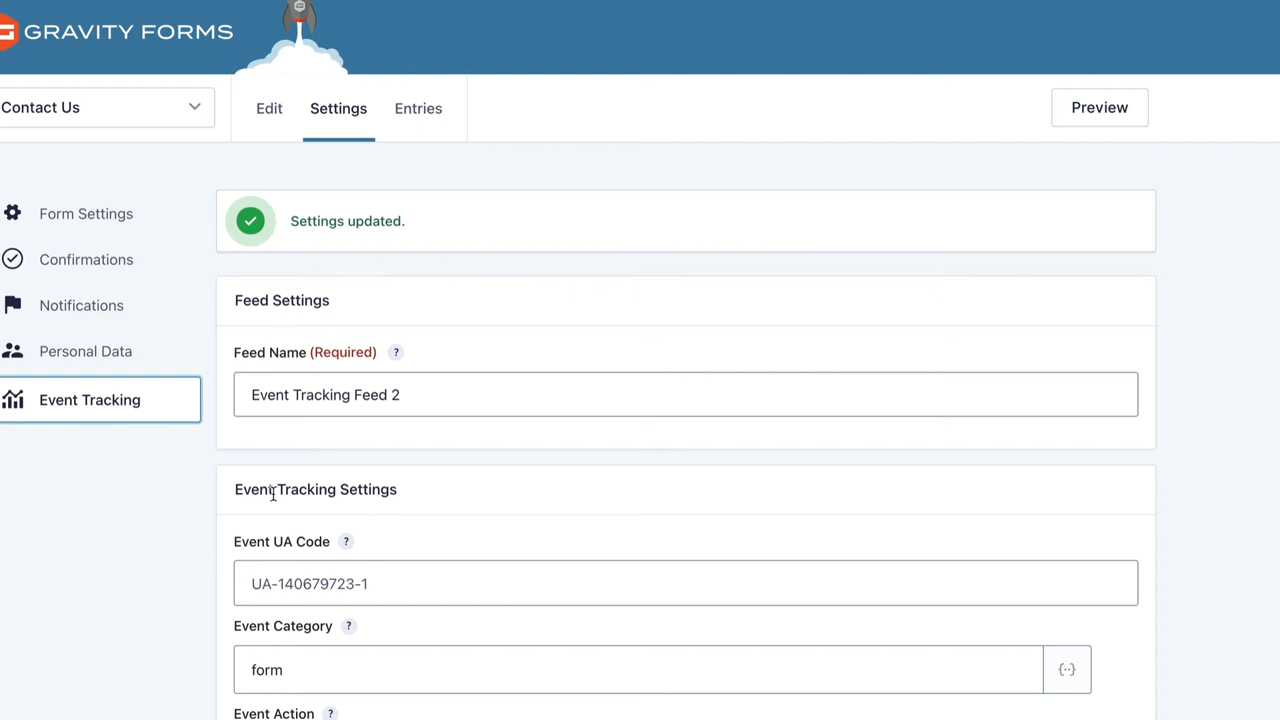 GRAVITY FORMS
Contact Us
Edit
Settings
Entries
Preview
Form Settings
Confirmations
Notifications
Personal Data
Event Tracking
Settings updated.
Feed Settings
Feed Name (Required) ?
Event Tracking Feed 2
Event Tracking Settings
Event UA Code ?
UA-140679723-1
Event Category ?
form
{··}
Event Action ?